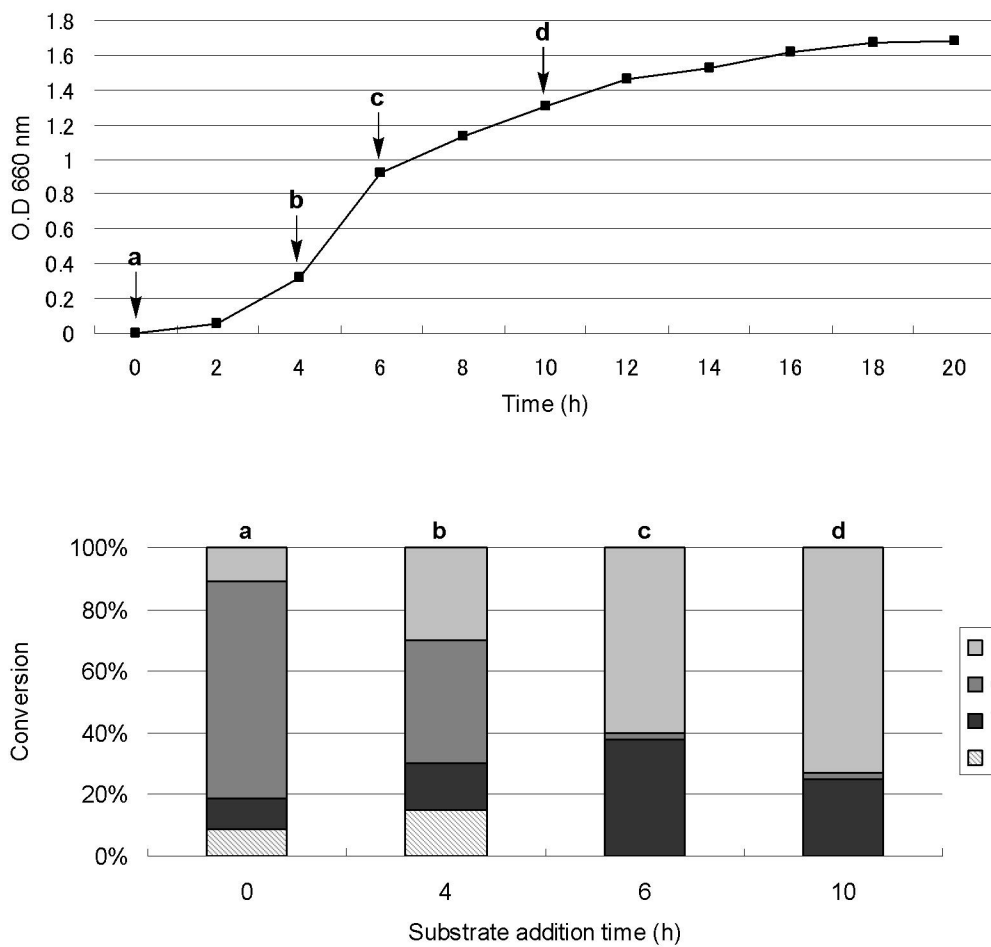 1.8
1.6
1.4
1.2
1
0.8
0.6
0.4
0.2
0
O.D 660 nm
a
b
c
d
0 2 4 6 8 10 12 14 16 18 20
Time (h)
a b c d
100%
80%
60%
40%
20%
0%
Conversion
0 4 6 10
Substrate addition time (h)